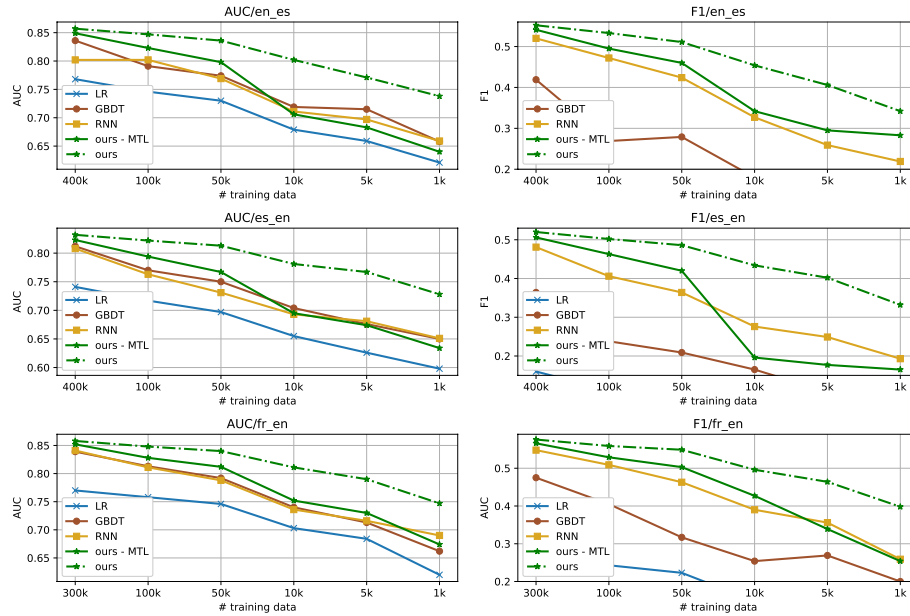 AUC/en_es
0.85
0.80
0.75
0.70
0.65
AUC
LR
GBDT
RNN
ours - MTL
ours
400k 100k 50k 10k 5k 1k
# training data
F1/en_es
0.5
0.4
0.3
0.2
F1
GBDT
RNN
ours - MTL
ours
400k 100k 50k 10k 5k 1k
# training data
AUC/es_en
0.80
0.75
0.70
0.65
0.60
AUC
LR
GBDT
RNN
ours - MTL
ours
400k 100k 50k 10k 5k 1k
# training data
F1/es_en
0.5
0.4
0.3
0.2
F1
LR
GBDT
RNN
ours - MTL
ours
400k 100k 50k 10k 5k 1k
# training data
AUC/fr_en
0.85
0.80
0.75
0.70
0.65
AUC
LR
GBDT
RNN
ours - MTL
ours
300k 100k 50k 10k 5k 1k
# training data
F1/fr_en
0.5
0.4
0.3
0.2
AUC
LR
GBDT
RNN
ours - MTL
ours
300k 100k 50k 10k 5k 1k
# training data